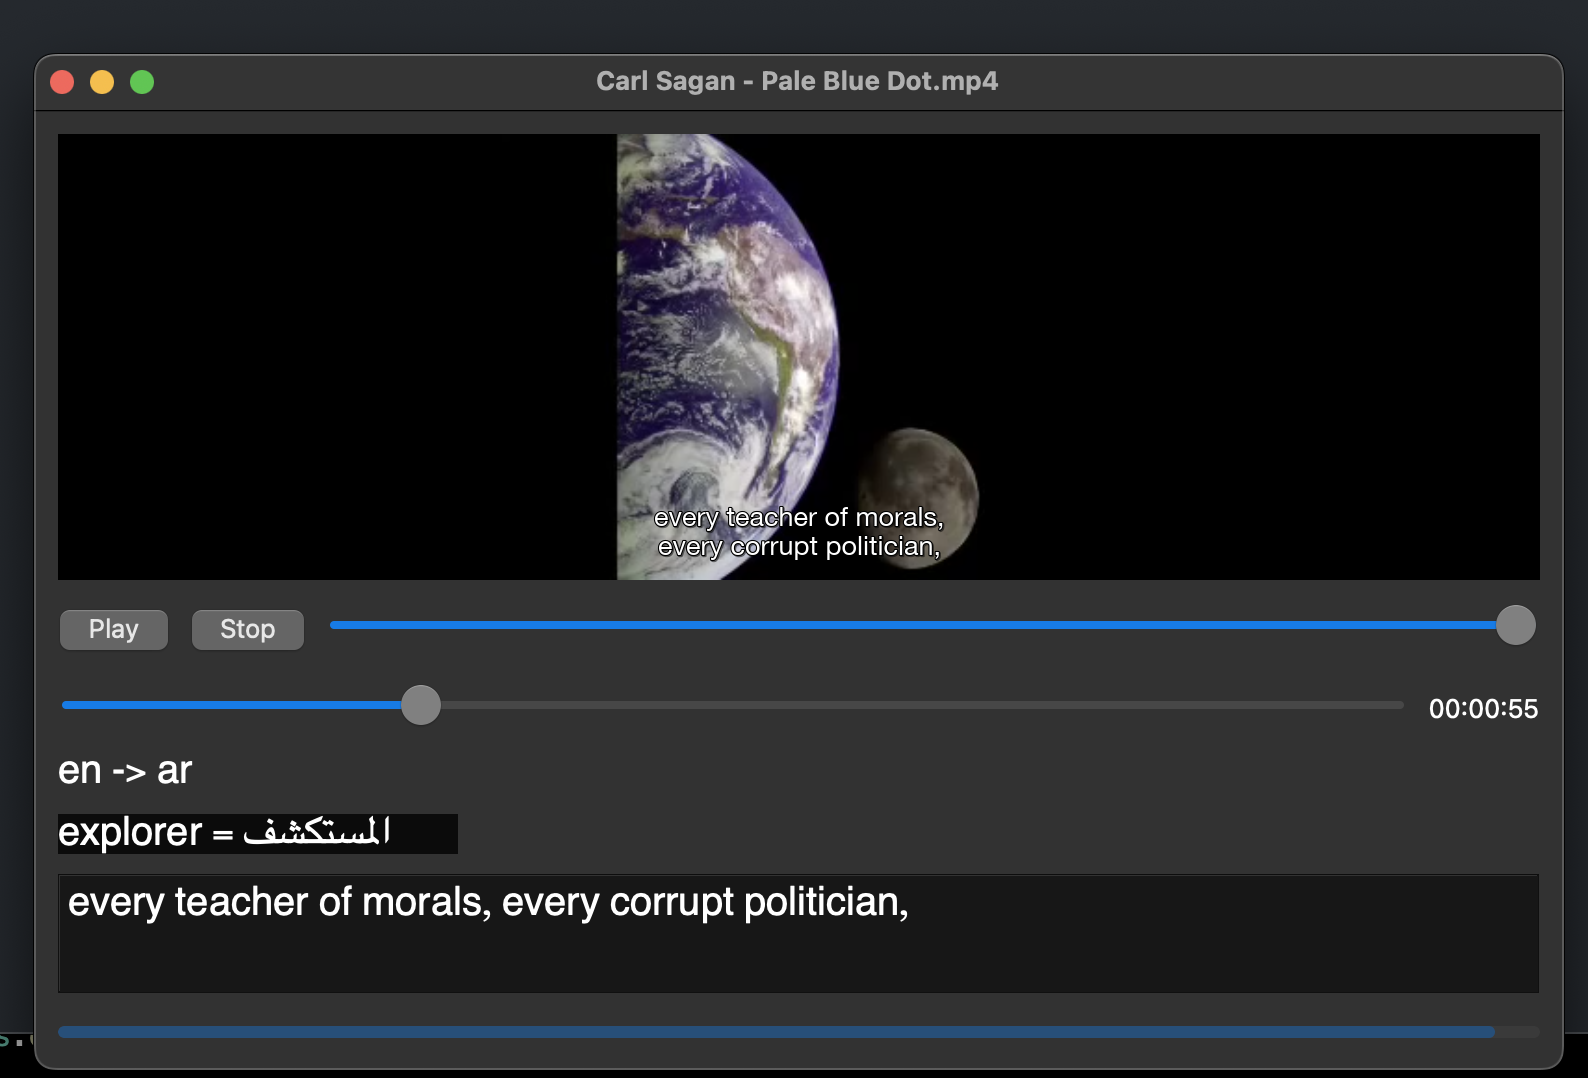 Carl Sagan - Pale Blue Dot.mp4
every teacher of morals,
every corrupt politician,
Play
Stop
00:00:55
en -> ar
explorer = المستكشف
every teacher of morals, every corrupt politician,